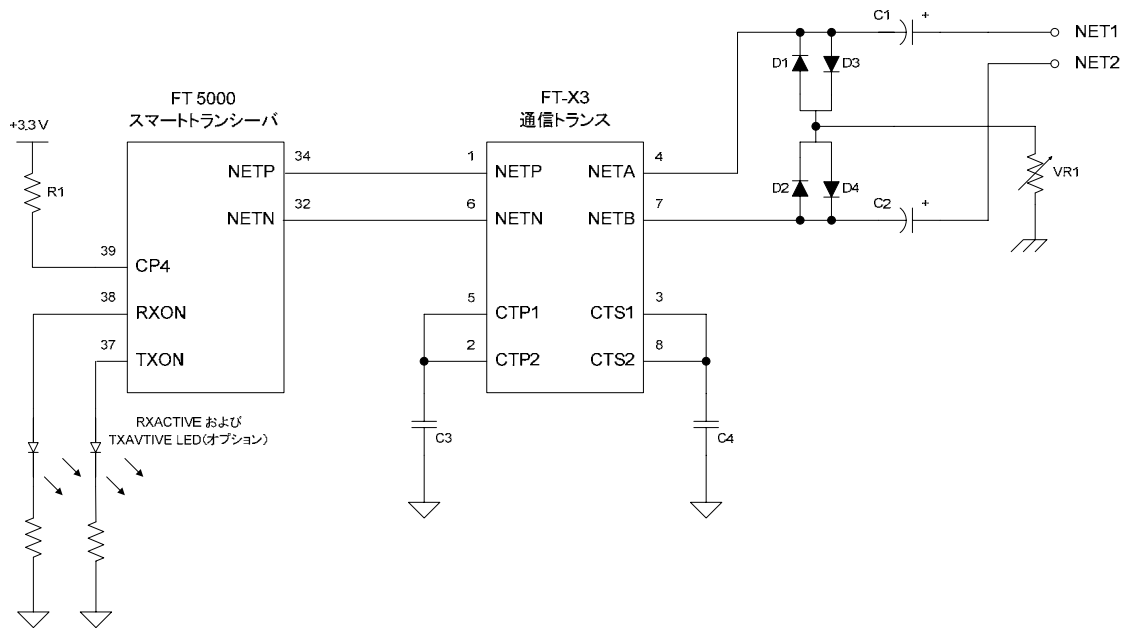 C1
+
NET1
D1
D3
NET2
FT 5000
スマートトランシーバ
FT-X3
通信トランス
+3.3 V
R1
34
NETP
32
NETN
39
CP4
38
RXON
37
TXON
1
NETP
6
NETN
5
CTP1
2
CTP2
NETA
4
NETB
7
CTS1
3
CTS2
8
D2
D4
C2
+
VR1
RXACTIVE および
TXAVTIVE LED(オプション)
C3
C4